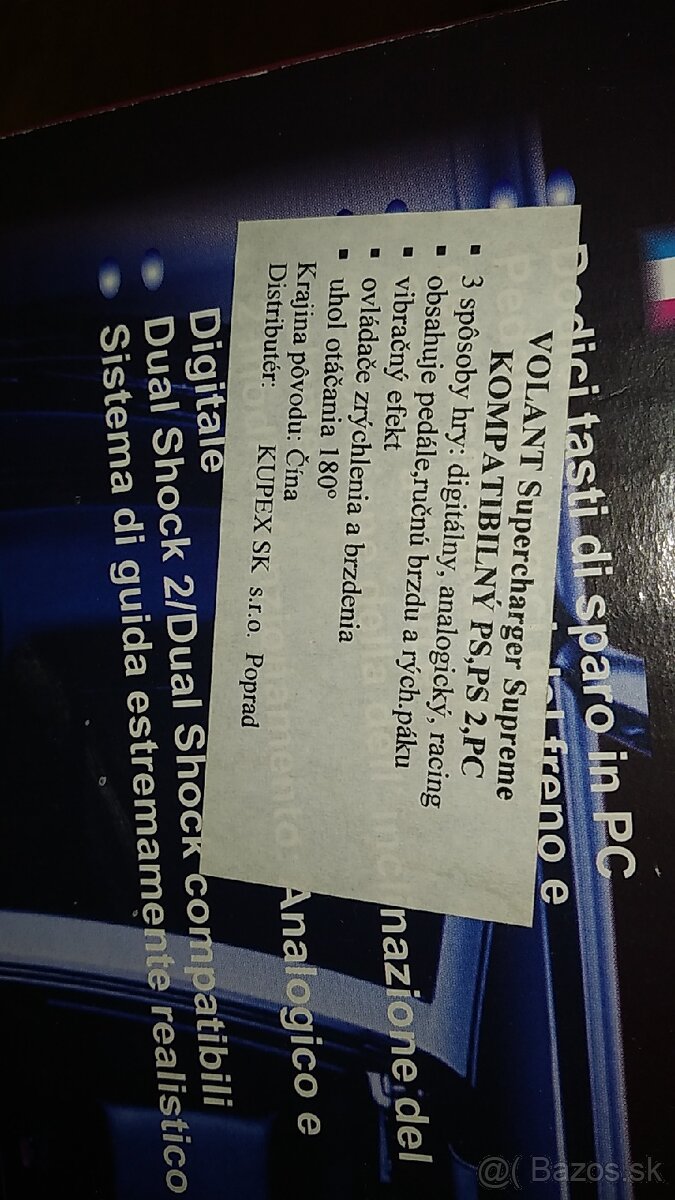 Dodici tasti di sparo in PC
freno e
VOLANT Supercharger Supreme
KOMPATIBILNÝ PS,PS 2,PC
▪ 3 spôsoby hry: digitálny, analogický, racing
▪ obsahuje pedále,ručnú brzdu a rých.páku
▪ vibračný efekt
▪ ovládače zrýchlenia a brzdenia
▪ uhol otáčania 180º
Krajina pôvodu: Čína
Distribútér: KUPEX SK s.r.o. Poprad
nazione del
Analogico e
Digitale
Dual Shock 2/Dual Shock compatibili
Sistema di guida estremamente realistico
@( Bazos.sk